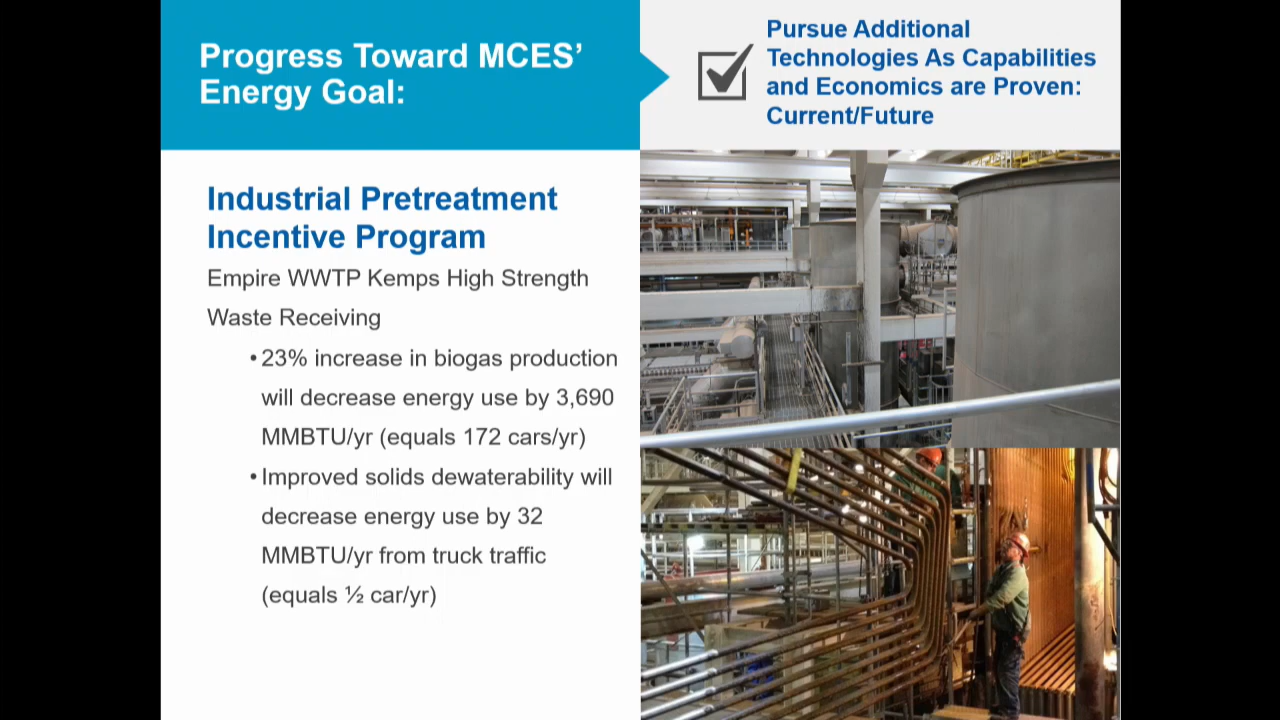 Progress Toward MCES’
Energy Goal:
Pursue Additional
Technologies As Capabilities
and Economics are Proven:
Current/Future
Industrial Pretreatment
Incentive Program
Empire WWTP Kemps High Strength
Waste Receiving
•23% increase in biogas production
will decrease energy use by 3,690
MMBTU/yr (equals 172 cars/yr)
•Improved solids dewaterability will
decrease energy use by 32
MMBTU/yr from truck traffic
(equals ½ car/yr)